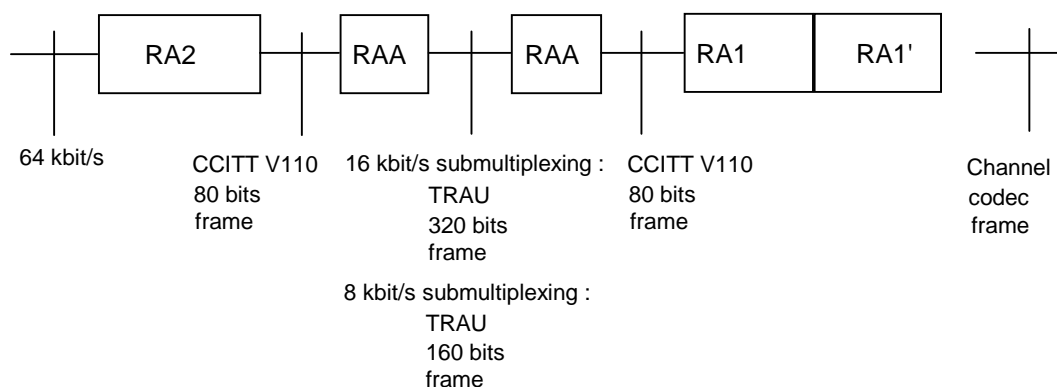 RA2
RAA
RAA
RA1
RA1'
64 kbit/s
CCITT V110
80 bits
frame
16 kbit/s submultiplexing :
TRAU
320 bits
frame
8 kbit/s submultiplexing :
TRAU
160 bits
frame
CCITT V110
80 bits
frame
Channel
codec
frame